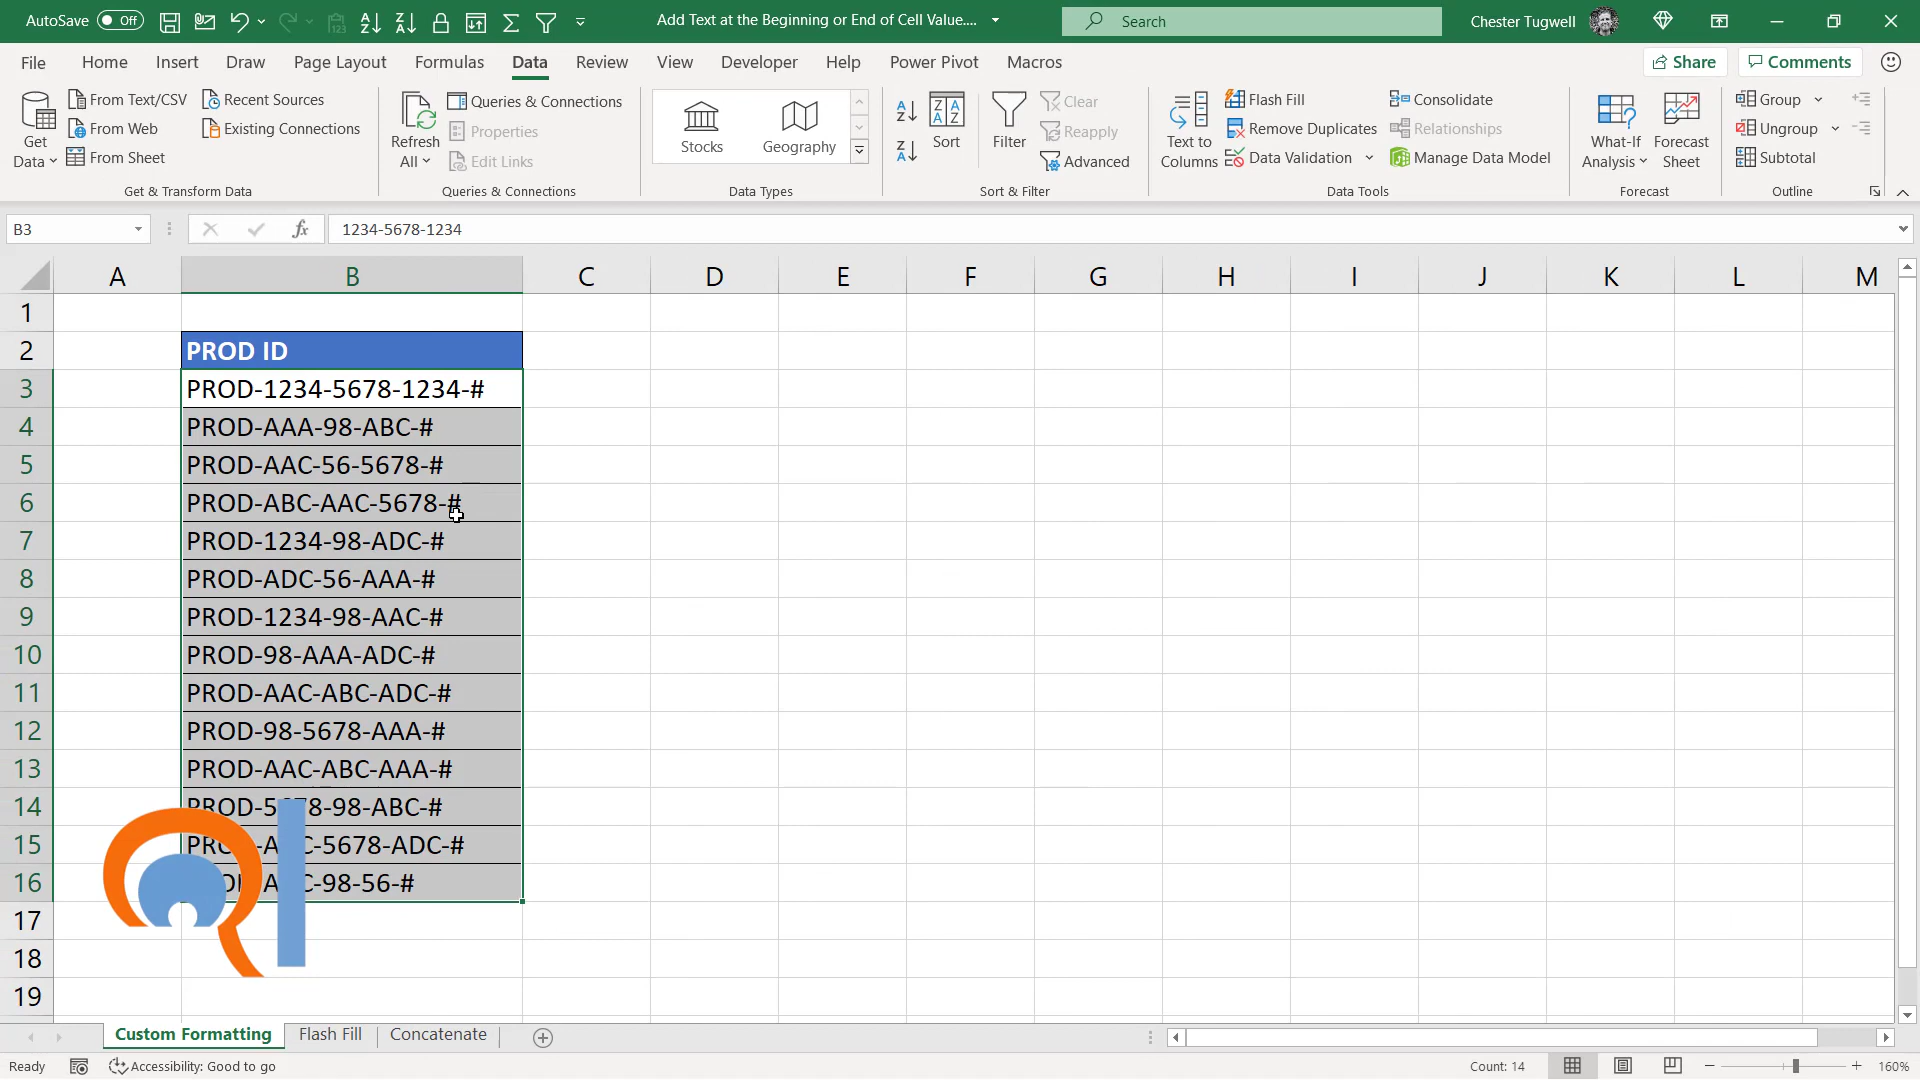 AutoSave Off
Add Text at the Beginning or End of Cell Value....
Search
Chester Tugwell
File Home Insert Draw Page Layout Formulas Data Review View Developer Help Power Pivot Macros
Share Comments
Get Data
From Text/CSV
From Web
From Sheet
Recent Sources
Existing Connections
Get & Transform Data
Refresh All
Queries & Connections
Properties
Edit Links
Queries & Connections
Stocks
Geography
Data Types
A Z
Z A
Sort
Filter
Clear
Reapply
Advanced
Sort & Filter
Text to Columns
Flash Fill
Remove Duplicates
Data Validation
Consolidate
Relationships
Manage Data Model
Data Tools
What-If Analysis
Forecast Sheet
Forecast
Group
Ungroup
Subtotal
Outline
B3 fx 1234-5678-1234
A B C D E F G H I J K L M
1
2 PROD ID
3 PROD-1234-5678-1234-#
4 PROD-AAA-98-ABC-#
5 PROD-AAC-56-5678-#
6 PROD-ABC-AAC-5678-#
7 PROD-1234-98-ADC-#
8 PROD-ADC-56-AAA-#
9 PROD-1234-98-AAC-#
10 PROD-98-AAA-ADC-#
11 PROD-AAC-ABC-ADC-#
12 PROD-98-5678-AAA-#
13 PROD-AAC-ABC-AAA-#
14 PROD-5678-98-ABC-#
15 -5678-ADC-#
16 -98-56-#
17
18
19
Custom Formatting Flash Fill Concatenate
Ready Accessibility: Good to go Count: 14 160%